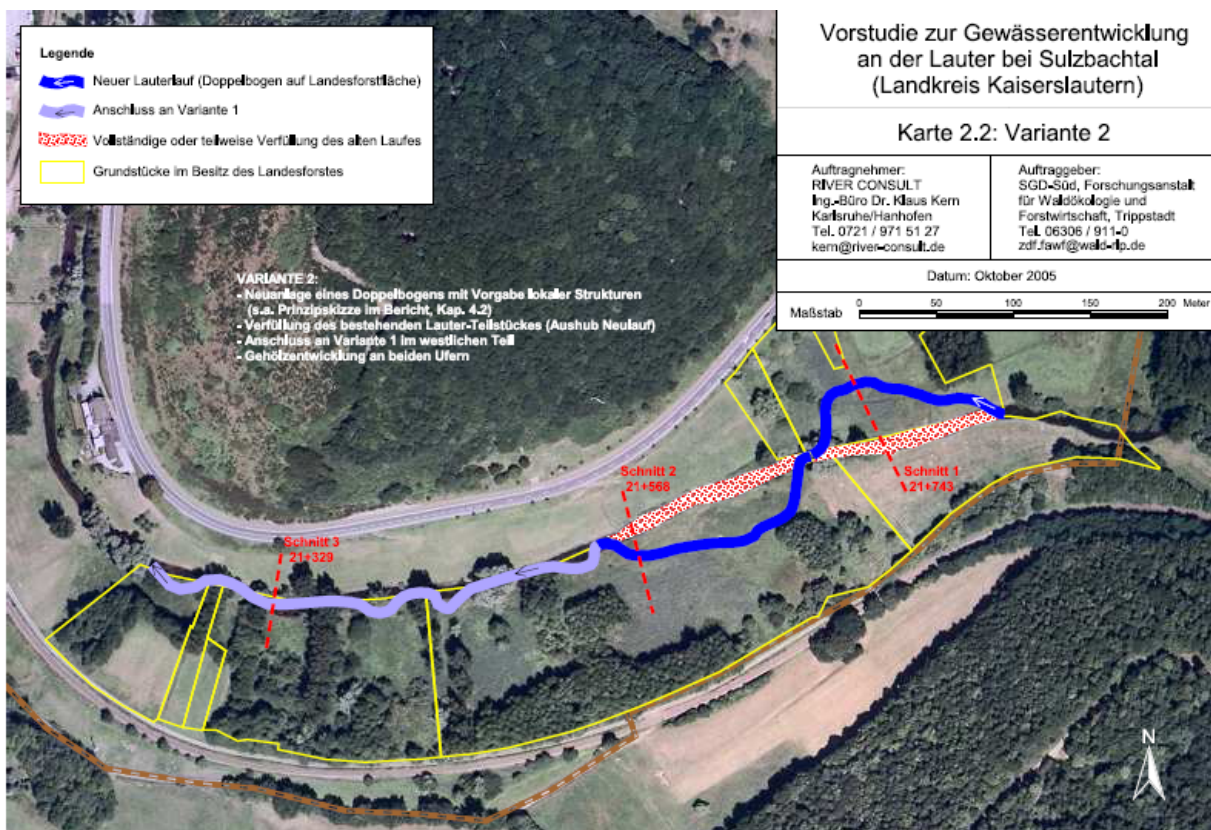 Legende
Neuer Lauterlauf (Doppelbogen auf Landesforstfläche)
Anschluss an Variante 1
Vollständige oder teilweise Verfüllung des alten Laufes
Grundstücke im Besitz des Landesforstes
Vorstudie zur Gewässerentwicklung
an der Lauter bei Sulzbachtal
(Landkreis Kaiserslautern)
Karte 2.2: Variante 2
Auftragnehmer:
RIVER CONSULT
Ing.-Büro Dr. Klaus Kern
Karlsruhe/Hanhofen
Tel. 0721 / 971 51 27
kern@river-consult.de
Auftraggeber:
SGD-Süd, Forschungsanstalt
für Waldökologie und
Forstwirtschaft, Trippstadt
Tel. 06306 / 911-0
zdf.fawf@wald-rlp.de
Datum: Oktober 2005
Maßstab 0 50 100 150 200 Meter
VARIANTE 2:
- Neuanlage eines Doppelbogens mit Vorgabe lokaler Strukturen
(s.a. Prinzipskizze im Bericht, Kap. 4.2)
- Verfüllung des bestehenden Lauter-Teilstückes (Aushub Neulauf)
- Anschluss an Variante 1 im westlichen Teil
- Gehölzentwicklung an beiden Ufern
Schnitt 2
21+568
Schnitt 1
21+743
Schnitt 3
21+329
N